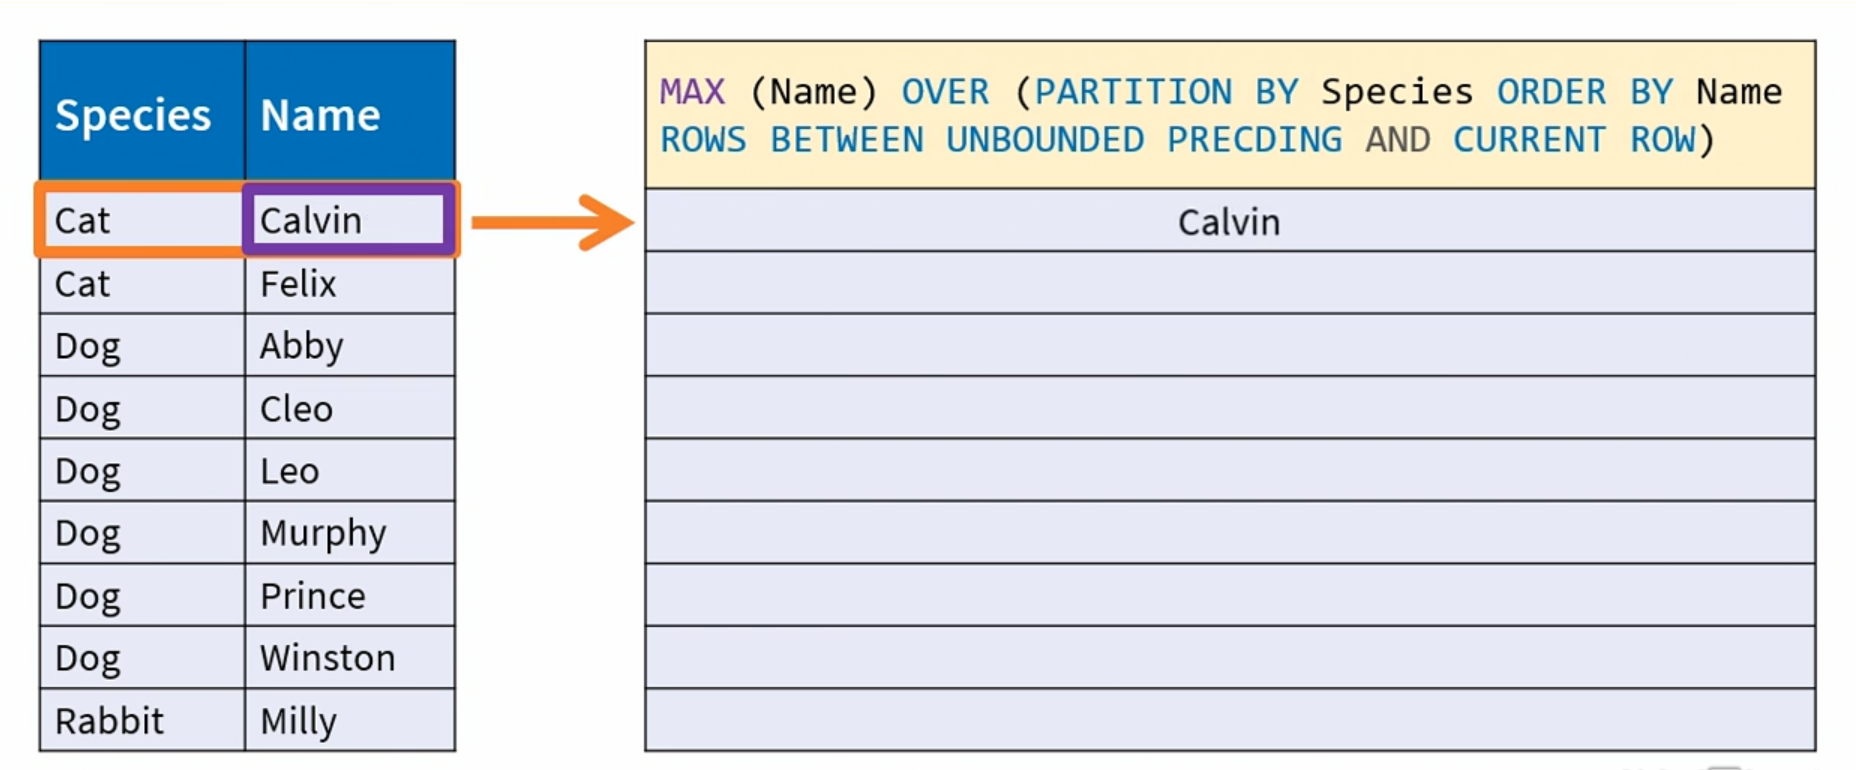 Species Name
Cat Calvin
Cat Felix
Dog Abby
Dog Cleo
Dog Leo
Dog Murphy
Dog Prince
Dog Winston
Rabbit Milly
MAX (Name) OVER (PARTITION BY Species ORDER BY Name
ROWS BETWEEN UNBOUNDED PRECDING AND CURRENT ROW)
Calvin